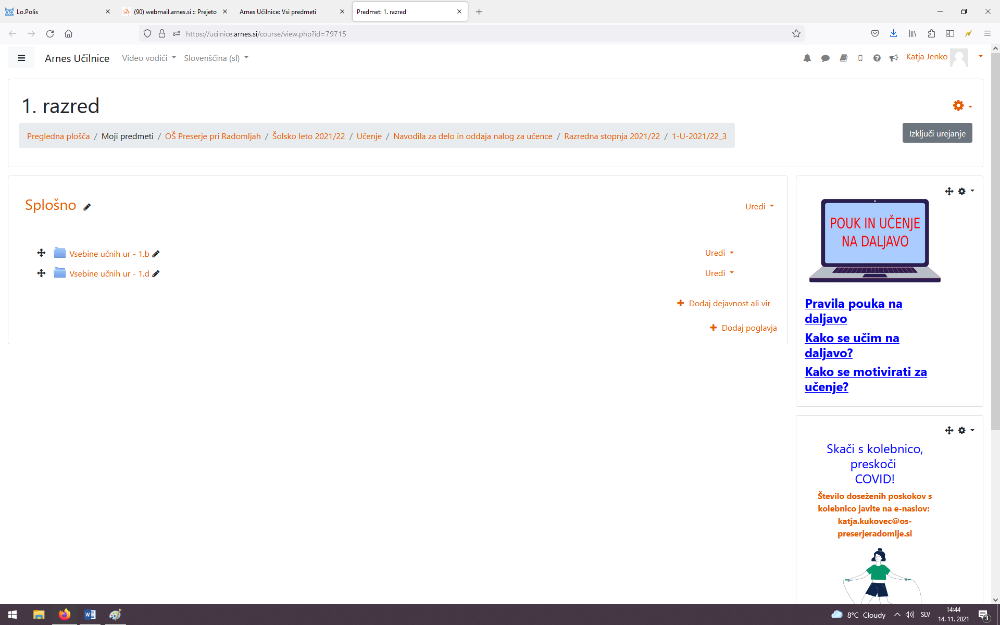 Lo.Polis
(90) webmail.arnes.si :: Prejeto
Arnes Učilnice: Vsi predmeti
Predmet: 1. razred
https://ucilnice.arnes.si/course/view.php?id=79715
Arnes Učilnice
Video vodiči
Slovenščina (sl)
Katja Jenko
1. razred
Pregledna plošča / Moji predmeti / OŠ Preserje pri Radomljah / Šolsko leto 2021/22 / Učenje / Navodila za delo in oddaja nalog za učence / Razredna stopnja 2021/22 / 1-U-2021/22_3
Izključi urejanje
Splošno
Uredi
Vsebine učnih ur - 1.b
Uredi
Vsebine učnih ur - 1.d
Uredi
Dodaj dejavnost ali vir
Dodaj poglavja
POUK IN UČENJE
NA DALJAVO
Pravila pouka na
daljavo
Kako se učim na
daljavo?
Kako se motivirati za
učenje?
Skači s kolebnico,
preskoči
COVID!
Število doseženih poskokov s
kolebnico javite na e-naslov:
katja.kukovec@os-
preserjeradomlje.si
8°C Cloudy
SLV
14:44
14. 11. 2021
3